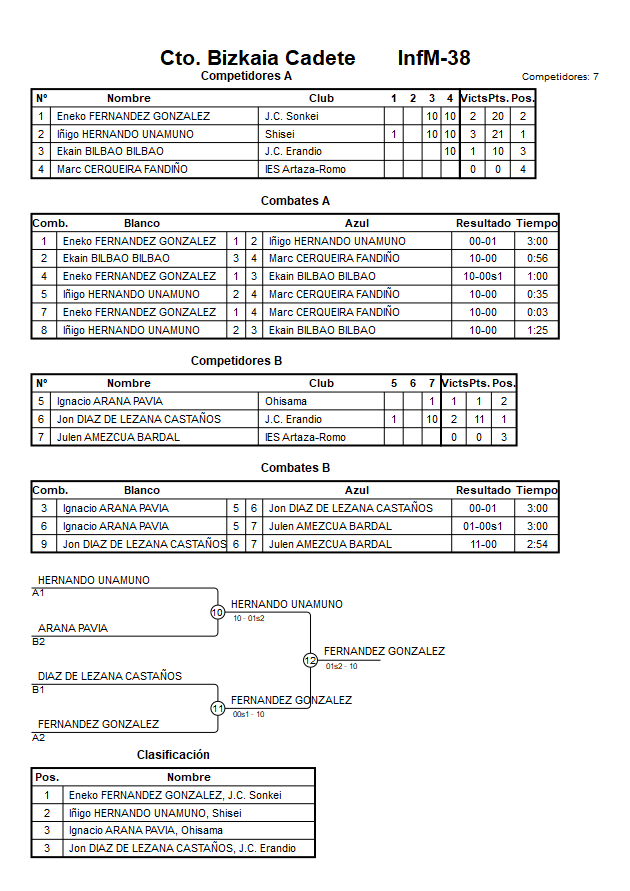 Cto. Bizkaia Cadete InfM-38
Competidores A
Competidores: 7
Nº Nombre Club 1 2 3 4 Victs Pts. Pos.
1 Eneko FERNANDEZ GONZALEZ J.C. Sonkei 10 10 2 20 2
2 Iñigo HERNANDO UNAMUNO Shisei 1 10 10 3 21 1
3 Ekain BILBAO BILBAO J.C. Erandio 10 1 10 3
4 Marc CERQUEIRA FANDIÑO IES Artaza-Romo 0 0 4
Combates A
Comb. Blanco Azul Resultado Tiempo
1 Eneko FERNANDEZ GONZALEZ 1 2 Iñigo HERNANDO UNAMUNO 00-01 3:00
2 Ekain BILBAO BILBAO 3 4 Marc CERQUEIRA FANDIÑO 10-00 0:56
4 Eneko FERNANDEZ GONZALEZ 1 3 Ekain BILBAO BILBAO 10-00s1 1:00
5 Iñigo HERNANDO UNAMUNO 2 4 Marc CERQUEIRA FANDIÑO 10-00 0:35
7 Eneko FERNANDEZ GONZALEZ 1 4 Marc CERQUEIRA FANDIÑO 10-00 0:03
8 Iñigo HERNANDO UNAMUNO 2 3 Ekain BILBAO BILBAO 10-00 1:25
Competidores B
Nº Nombre Club 5 6 7 Victs Pts. Pos.
5 Ignacio ARANA PAVIA Ohisama 1 1 1 2
6 Jon DIAZ DE LEZANA CASTAÑOS J.C. Erandio 1 10 2 11 1
7 Julen AMEZCUA BARDAL IES Artaza-Romo 0 0 3
Combates B
Comb. Blanco Azul Resultado Tiempo
3 Ignacio ARANA PAVIA 5 6 Jon DIAZ DE LEZANA CASTAÑOS 00-01 3:00
6 Ignacio ARANA PAVIA 5 7 Julen AMEZCUA BARDAL 01-00s1 3:00
9 Jon DIAZ DE LEZANA CASTAÑOS 6 7 Julen AMEZCUA BARDAL 11-00 2:54
HERNANDO UNAMUNO
A1
HERNANDO UNAMUNO
10
10 - 01s2
ARANA PAVIA
B2
FERNANDEZ GONZALEZ
12
01s2 - 10
DIAZ DE LEZANA CASTAÑOS
B1
FERNANDEZ GONZALEZ
11
00s1 - 10
FERNANDEZ GONZALEZ
A2
Clasificación
Pos. Nombre
1 Eneko FERNANDEZ GONZALEZ, J.C. Sonkei
2 Iñigo HERNANDO UNAMUNO, Shisei
3 Ignacio ARANA PAVIA, Ohisama
3 Jon DIAZ DE LEZANA CASTAÑOS, J.C. Erandio